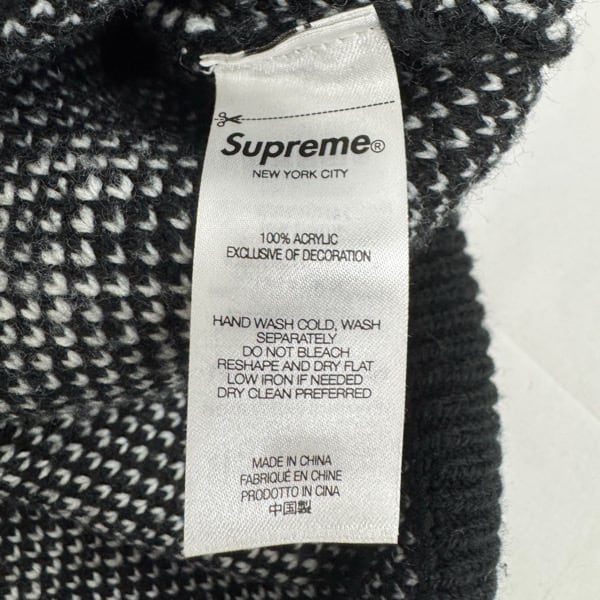 Supreme®
NEW YORK CITY
100% ACRYLIC
EXCLUSIVE OF DECORATION
HAND WASH COLD, WASH
SEPARATELY
DO NOT BLEACH
RESHAPE AND DRY FLAT
LOW IRON IF NEEDED
DRY CLEAN PREFERRED
MADE IN CHINA
FABRIQUÉ EN CHINE
PRODOTTO IN CINA
中国製